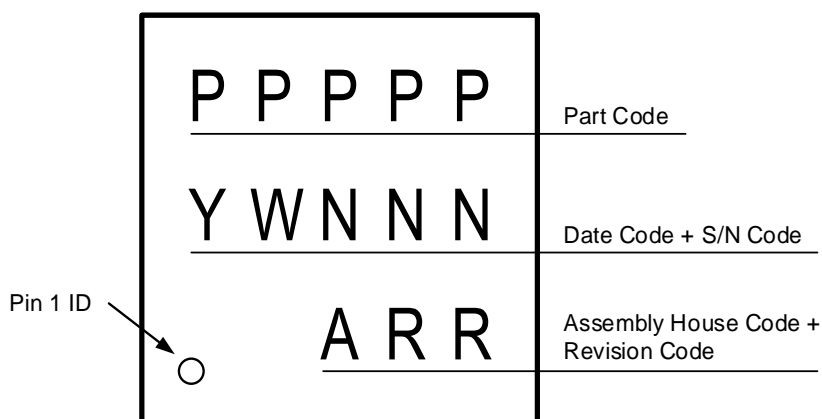 P P P P P
Part Code
Y W N N N
Date Code + S/N Code
Pin 1 ID
A R R
Assembly House Code +
Revision Code